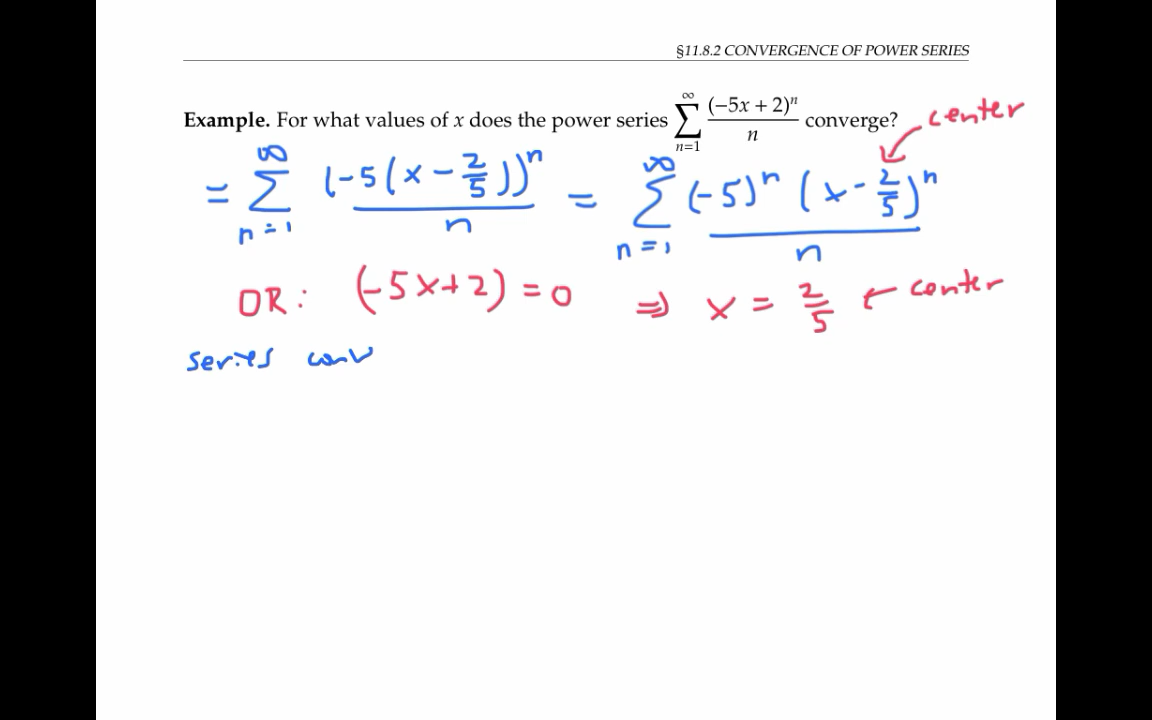 §11.8.2 CONVERGENCE OF POWER SERIES
Example. For what values of x does the power series ∑_{n=1}^{∞} (−5x + 2)^n / n converge? center
= ∑_{n=1}^{∞} (-5(x - 2/5))^n / n = ∑_{n=1}^{∞} (-5)^n (x - 2/5)^n / n
OR: (-5x+2) = 0 ⇒ x = 2/5 ← center
series conv